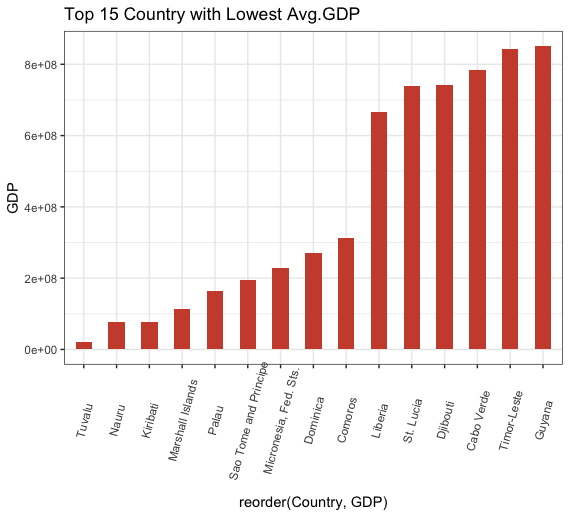 Top 15 Country with Lowest Avg.GDP
GDP
8e+08
6e+08
4e+08
2e+08
0e+00
Tuvalu
Nauru
Kiribati
Marshall Islands
Palau
Sao Tome and Principe
Micronesia, Fed. Sts.
Dominica
Comoros
Liberia
St. Lucia
Djibouti
Cabo Verde
Timor-Leste
Guyana
reorder(Country, GDP)